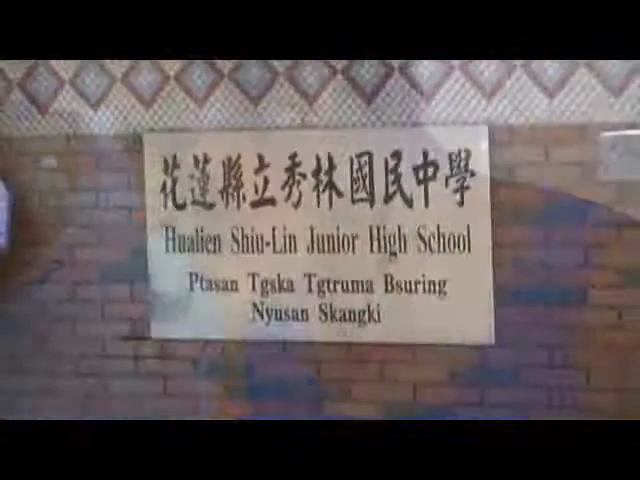 花蓮縣立秀林國民中學
Hualien Shiu-Lin Junior High School
Ptasan Tgska Tgtruma Bsuring
Nyusan Skangki